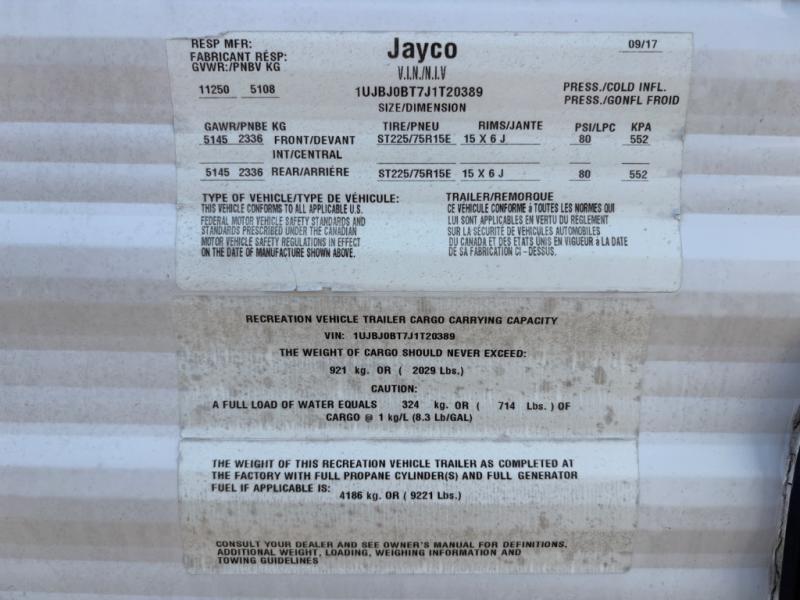 RESP MFR: Jayco 09/17
FABRICANT RÉSP:
GVWR:/PNBV KG V.I.N./N.I.V
11250 5108 1UJBJ0BT7J1T20389 PRESS./COLD INFL.
SIZE/DIMENSION PRESS./GONFL FROID
GAWR/PNBE KG TIRE/PNEU RIMS/JANTE PSI/LPC KPA
5145 2336 FRONT/DEVANT ST225/75R15E 15 X 6 J 80 552
INT/CENTRAL
5145 2336 REAR/ARRIÉRE ST225/75R15E 15 X 6 J 80 552
TYPE OF VEHICLE/TYPE DE VÉHICULE: TRAILER/REMORQUE
THIS VEHICLE CONFORMS TO ALL APPLICABLE U.S.
FEDERAL MOTOR VEHICLE SAFETY STANDARDS AND
STANDARDS PRESCRIBED UNDER THE CANADIAN
MOTOR VEHICLE SAFETY REGULATIONS IN EFFECT
ON THE DATE OF MANUFACTURE SHOWN ABOVE.
CE VÉHICULE CONFORME à TOUTES LES NORMES QUI
LUI SONT APPLICABLES EN VERTU DU RÈGLEMENT
SUR LA SÉCURITÉ DE VÉHICULES AUTOMOBILES
DU CANADA ET DES ETATS UNIS EN VIGUEUR à LA DATE
DE SA FABRICATION CI - DESSUS.
RECREATION VEHICLE TRAILER CARGO CARRYING CAPACITY
VIN: 1UJBJ0BT7J1T20389
THE WEIGHT OF CARGO SHOULD NEVER EXCEED:
921 kg. OR ( 2029 Lbs.)
CAUTION:
A FULL LOAD OF WATER EQUALS 324 kg. OR ( 714 Lbs. ) OF
CARGO @ 1 kg/L (8.3 Lb/GAL)
THE WEIGHT OF THIS RECREATION VEHICLE TRAILER AS COMPLETED AT
THE FACTORY WITH FULL PROPANE CYLINDER(S) AND FULL GENERATOR
FUEL IF APPLICABLE IS: 4186 kg. OR ( 9221 Lbs.)
CONSULT YOUR DEALER AND SEE OWNER'S MANUAL FOR DEFINITIONS,
ADDITIONAL WEIGHT, LOADING, WEIGHING INFORMATION AND
TOWING GUIDELINES